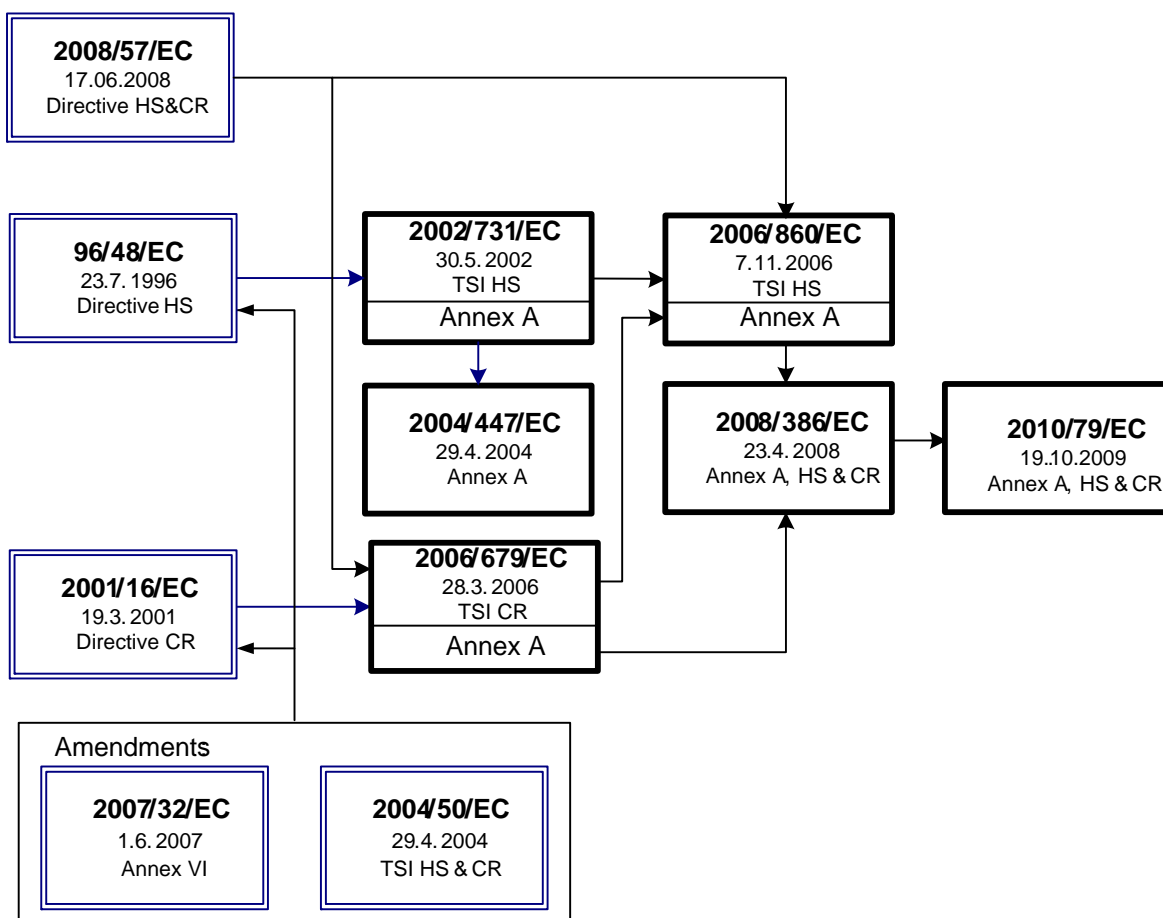 2008/57/EC
17.06.2008
Directive HS&CR
96/48/EC
23.7. 1996
Directive HS
2002/731/EC
30.5. 2002
TSI HS
Annex A
2006/860/EC
7.11. 2006
TSI HS
Annex A
2004/447/EC
29.4. 2004
Annex A
2008/386/EC
23.4. 2008
Annex A, HS & CR
2010/79/EC
19..10.2009
Annex A, HS & CR
2001/16/EC
19.3. 2001
Directive CR
2006/679/EC
28.3. 2006
TSI CR
Annex A
Amendments
2007/32/EC
1.6. 2007
Annex VI
2004/50/EC
29.4. 2004
TSI HS & CR